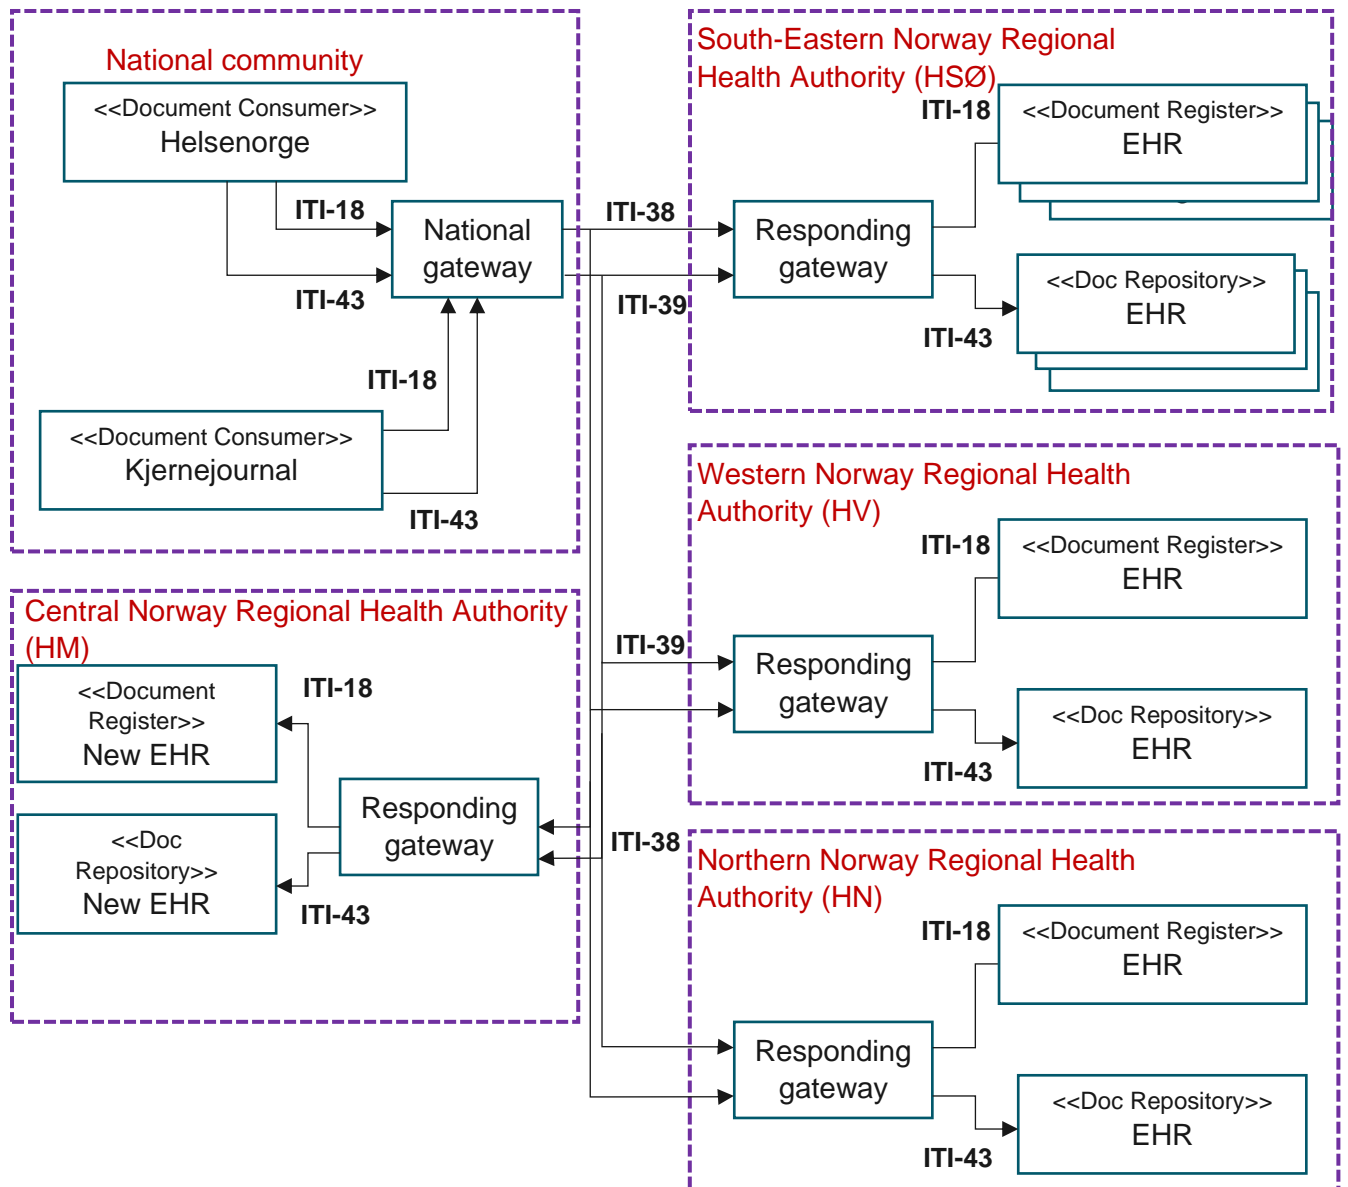 National community
<<Document Consumer>>
Helsenorge
ITI-18
ITI-43
National
gateway
ITI-18
<<Document Consumer>>
Kjernejournal
ITI-43
ITI-38
ITI-39
South-Eastern Norway Regional
Health Authority (HSØ)
ITI-18
<<Document Register>>
EHR
Responding
gateway
<<Doc Repository>>
EHR
ITI-43
Western Norway Regional Health
Authority (HV)
ITI-18
<<Document Register>>
EHR
ITI-39
Responding
gateway
<<Doc Repository>>
EHR
ITI-43
Central Norway Regional Health Authority
(HM)
<<Document
Register>>
New EHR
ITI-18
Responding
gateway
<<Doc
Repository>>
New EHR
ITI-43
ITI-38
Northern Norway Regional Health
Authority (HN)
ITI-18
<<Document Register>>
EHR
Responding
gateway
<<Doc Repository>>
EHR
ITI-43